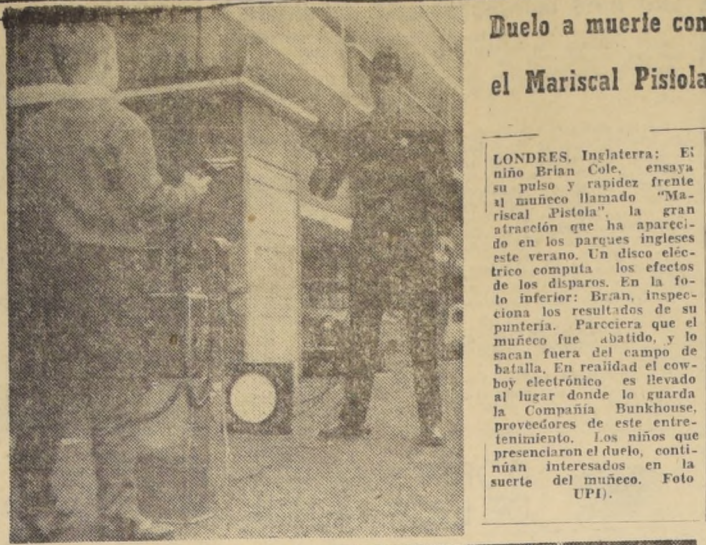 Duelo a muerte con
el Mariscal Pistola
LONDRES, Inglaterra: El
niño Brian Cole, ensaya
su pulso y rapidez frente
al muñeco llamado "Ma-
riscal Pistola", la gran
atracción que ha apareci-
do en los parques ingleses
este verano. Un disco eléc-
trico computa los efectos
de los disparos. En la fo-
to inferior: Brian, inspec-
ciona los resultados de su
puntería. Pareciera que el
muñeco fue abatido, y lo
sacan fuera del campo de
batalla. En realidad el cow-
boy electrónico es llevado
al lugar donde lo guarda
la Compañía Bunkhouse,
proveedores de este entre-
tenimiento. Los niños que
presenciaron el duelo, conti-
núan interesados en la
suerte del muñeco. Foto
UPI).